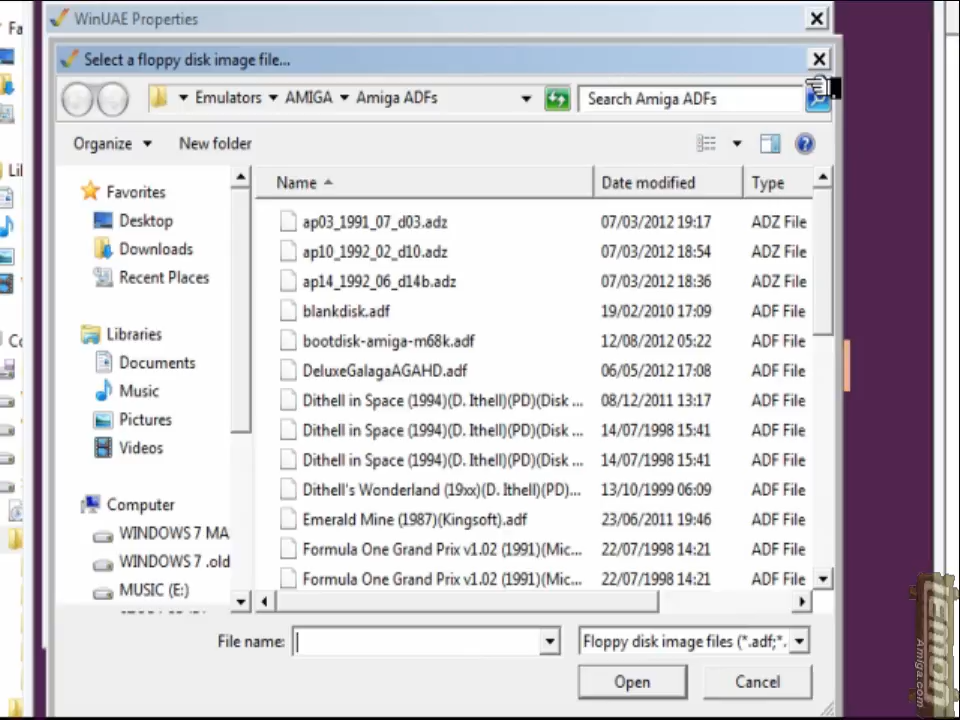 WinUAE Properties
Select a floppy disk image file...
Emulators AMIGA Amiga ADFs
Search Amiga ADFs
Organize New folder
Favorites
Desktop
Downloads
Recent Places
Libraries
Documents
Music
Pictures
Videos
Computer
WINDOWS 7 MA
WINDOWS 7 .old
MUSIC (E:)
Name Date modified Type
ap03_1991_07_d03.adz 07/03/2012 19:17 ADZ File
ap10_1992_02_d10.adz 07/03/2012 18:54 ADZ File
ap14_1992_06_d14b.adz 07/03/2012 18:36 ADZ File
blankdisk.adf 19/02/2010 17:09 ADF File
bootdisk-amiga-m68k.adf 12/08/2012 05:22 ADF File
DeluxeGalagaAGAHD.adf 06/05/2012 17:08 ADF File
Dithell in Space (1994)(D. Ithell)(PD)(Disk ... 08/12/2011 13:17 ADF File
Dithell in Space (1994)(D. Ithell)(PD)(Disk ... 14/07/1998 15:41 ADF File
Dithell in Space (1994)(D. Ithell)(PD)(Disk ... 14/07/1998 15:41 ADF File
Dithell's Wonderland (19xx)(D. Ithell)(PD)... 13/10/1999 06:09 ADF File
Emerald Mine (1987)(Kingsoft).adf 23/06/2011 19:46 ADF File
Formula One Grand Prix v1.02 (1991)(Mic... 22/07/1998 14:21 ADF File
Formula One Grand Prix v1.02 (1991)(Mic... 22/07/1998 14:21 ADF File
File name:
Floppy disk image files (*.adf;*.
Open Cancel
LEMON
Amiga.com